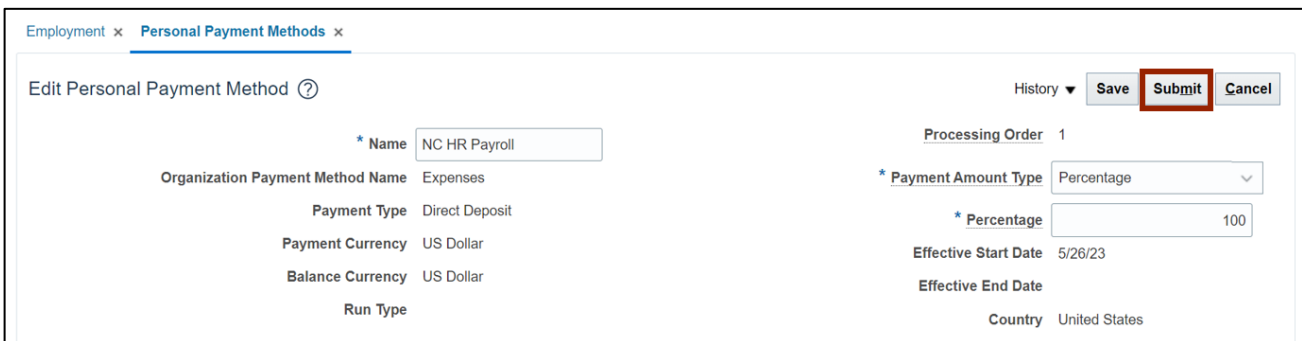 Employment × Personal Payment Methods ×
Edit Personal Payment Method ?
History ▼ Save Submit Cancel
* Name NC HR Payroll
Organization Payment Method Name Expenses
Payment Type Direct Deposit
Payment Currency US Dollar
Balance Currency US Dollar
Run Type
Processing Order 1
* Payment Amount Type Percentage
* Percentage 100
Effective Start Date 5/26/23
Effective End Date
Country United States